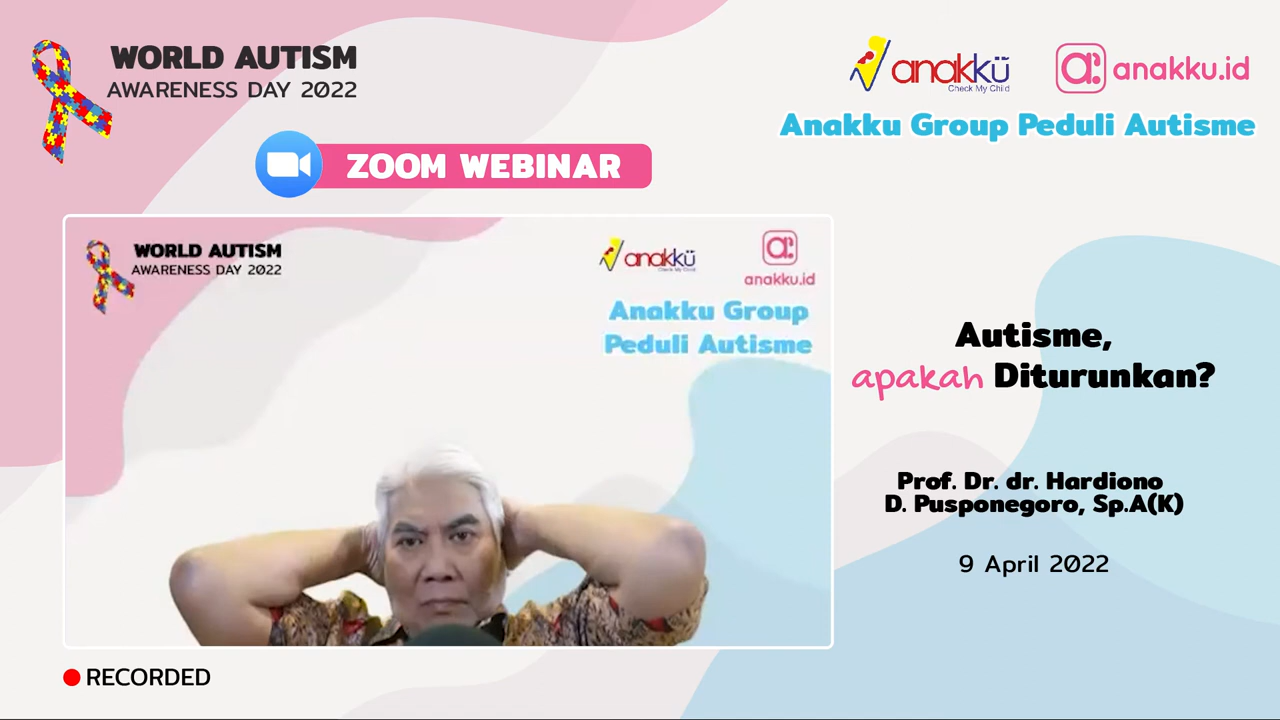 WORLD AUTISM
AWARENESS DAY 2022
anakkü
Check My Child
a: anakku.id
Anakku Group Peduli Autisme
ZOOM WEBINAR
WORLD AUTISM
AWARENESS DAY 2022
anakkü
Check My Child
a:
anakku.id
Anakku Group
Peduli Autisme
Autisme,
apakah Diturunkan?
Prof. Dr. dr. Hardiono
D. Pusponegoro, Sp.A(K)
9 April 2022
RECORDED